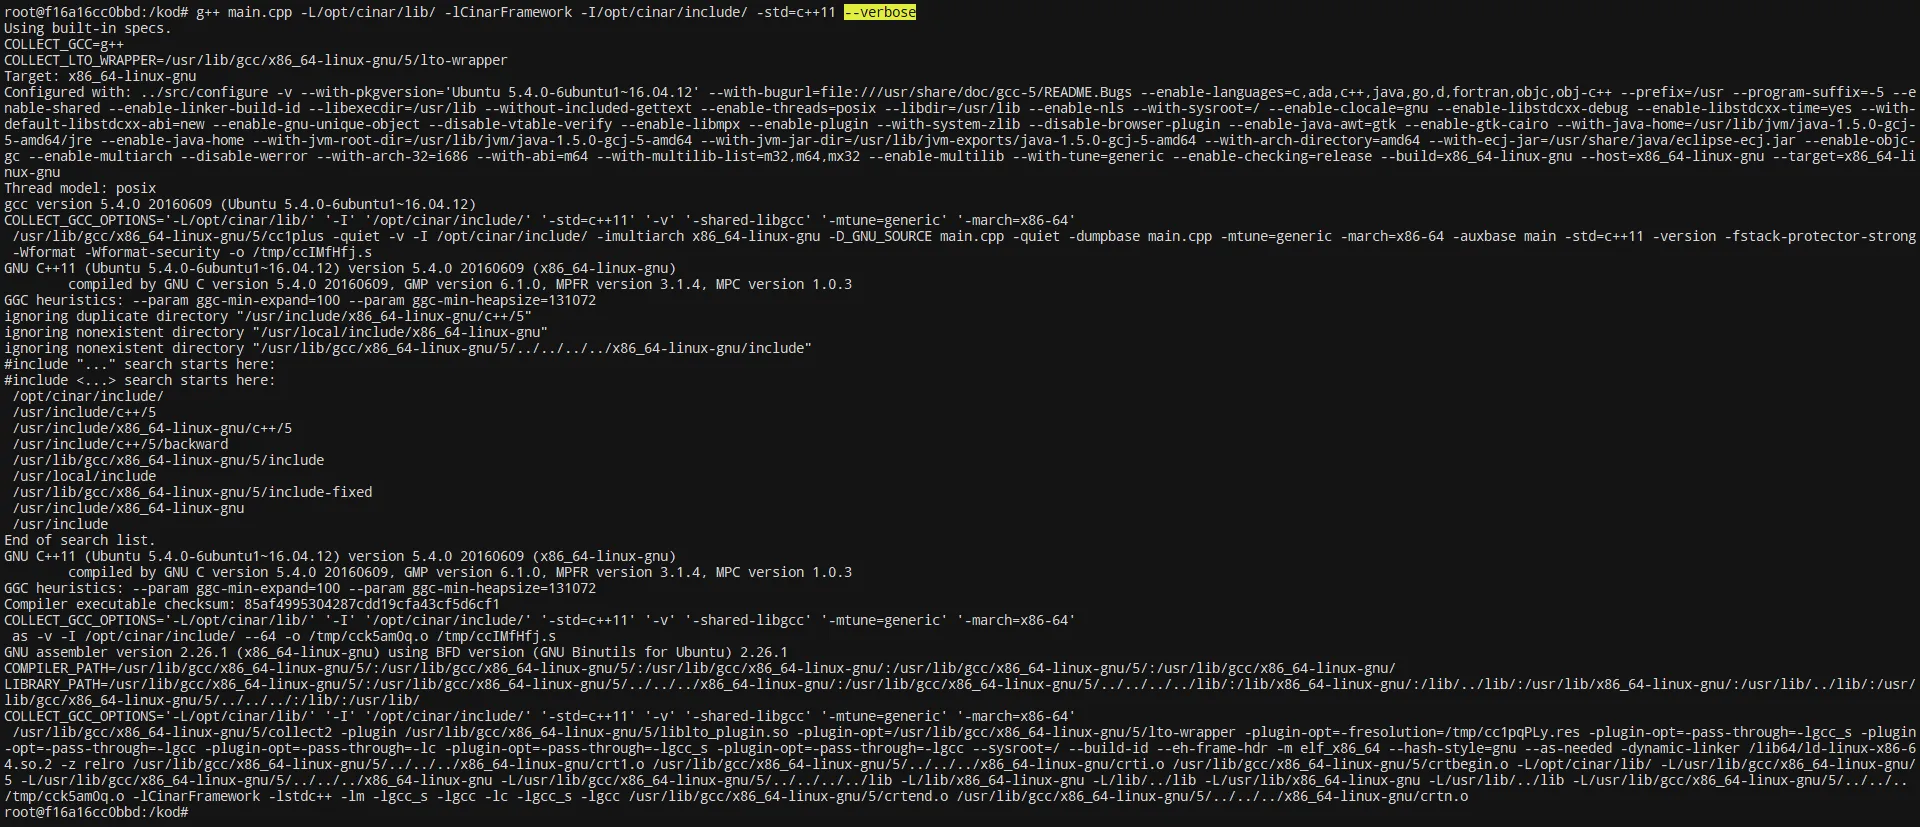 root@f16a16cc0bbd:/kod# g++ main.cpp -L/opt/cinar/lib/ -lCinarFramework -I/opt/cinar/include/ -std=c++11 --verbose
Using built-in specs.
COLLECT_GCC=g++
COLLECT_LTO_WRAPPER=/usr/lib/gcc/x86_64-linux-gnu/5/lto-wrapper
Target: x86_64-linux-gnu
Configured with: ../src/configure -v --with-pkgversion='Ubuntu 5.4.0-6ubuntu1~16.04.12' --with-bugurl=file:///usr/share/doc/gcc-5/README.Bugs --enable-languages=c,ada,c++,java,go,d,fortran,objc,obj-c++ --prefix=/usr --program-suffix=-5 --e
nable-shared --enable-linker-build-id --libexecdir=/usr/lib --without-included-gettext --enable-threads=posix --libdir=/usr/lib --enable-nls --with-sysroot=/ --enable-clocale=gnu --enable-libstdcxx-debug --enable-libstdcxx-time=yes --with-
default-libstdcxx-abi=new --enable-gnu-unique-object --disable-vtable-verify --enable-libmpx --enable-plugin --with-system-zlib --disable-browser-plugin --enable-java-awt=gtk --enable-gtk-cairo --with-java-home=/usr/lib/jvm/java-1.5.0-gcj-
5-amd64/jre --enable-java-home --with-jvm-root-dir=/usr/lib/jvm/java-1.5.0-gcj-5-amd64 --with-jvm-jar-dir=/usr/lib/jvm-exports/java-1.5.0-gcj-5-amd64 --with-arch-directory=amd64 --with-ecj-jar=/usr/share/java/eclipse-ecj.jar --enable-objc-
gc --enable-multiarch --disable-werror --with-arch-32=i686 --with-abi=m64 --with-multilib-list=m32,m64,mx32 --enable-multilib --with-tune=generic --enable-checking=release --build=x86_64-linux-gnu --host=x86_64-linux-gnu --target=x86_64-li
nux-gnu
Thread model: posix
gcc version 5.4.0 20160609 (Ubuntu 5.4.0-6ubuntu1~16.04.12)
COLLECT_GCC_OPTIONS='-L/opt/cinar/lib/' '-I' '/opt/cinar/include/' '-std=c++11' '-v' '-shared-libgcc' '-mtune=generic' '-march=x86-64'
 /usr/lib/gcc/x86_64-linux-gnu/5/cc1plus -quiet -v -I /opt/cinar/include/ -imultiarch x86_64-linux-gnu -D_GNU_SOURCE main.cpp -quiet -dumpbase main.cpp -mtune=generic -march=x86-64 -auxbase main -std=c++11 -version -fstack-protector-strong
 -Wformat -Wformat-security -o /tmp/ccIMfHfj.s
GNU C++11 (Ubuntu 5.4.0-6ubuntu1~16.04.12) version 5.4.0 20160609 (x86_64-linux-gnu)
        compiled by GNU C version 5.4.0 20160609, GMP version 6.1.0, MPFR version 3.1.4, MPC version 1.0.3
GGC heuristics: --param ggc-min-expand=100 --param ggc-min-heapsize=131072
ignoring duplicate directory "/usr/include/x86_64-linux-gnu/c++/5"
ignoring nonexistent directory "/usr/local/include/x86_64-linux-gnu"
ignoring nonexistent directory "/usr/lib/gcc/x86_64-linux-gnu/5/../../../../x86_64-linux-gnu/include"
#include "..." search starts here:
#include <...> search starts here:
 /opt/cinar/include/
 /usr/include/c++/5
 /usr/include/x86_64-linux-gnu/c++/5
 /usr/include/c++/5/backward
 /usr/lib/gcc/x86_64-linux-gnu/5/include
 /usr/local/include
 /usr/lib/gcc/x86_64-linux-gnu/5/include-fixed
 /usr/include/x86_64-linux-gnu
 /usr/include
End of search list.
GNU C++11 (Ubuntu 5.4.0-6ubuntu1~16.04.12) version 5.4.0 20160609 (x86_64-linux-gnu)
        compiled by GNU C version 5.4.0 20160609, GMP version 6.1.0, MPFR version 3.1.4, MPC version 1.0.3
GGC heuristics: --param ggc-min-expand=100 --param ggc-min-heapsize=131072
Compiler executable checksum: 85af4995304287cdd19cfa43cf5d6cf1
COLLECT_GCC_OPTIONS='-L/opt/cinar/lib/' '-I' '/opt/cinar/include/' '-std=c++11' '-v' '-shared-libgcc' '-mtune=generic' '-march=x86-64'
 as -v -I /opt/cinar/include/ --64 -o /tmp/cck5am0q.o /tmp/ccIMfHfj.s
GNU assembler version 2.26.1 (x86_64-linux-gnu) using BFD version (GNU Binutils for Ubuntu) 2.26.1
COMPILER_PATH=/usr/lib/gcc/x86_64-linux-gnu/5/:/usr/lib/gcc/x86_64-linux-gnu/5/:/usr/lib/gcc/x86_64-linux-gnu/:/usr/lib/gcc/x86_64-linux-gnu/5/:/usr/lib/gcc/x86_64-linux-gnu/
LIBRARY_PATH=/usr/lib/gcc/x86_64-linux-gnu/5/:/usr/lib/gcc/x86_64-linux-gnu/5/../../../x86_64-linux-gnu/:/usr/lib/gcc/x86_64-linux-gnu/5/../../../../lib/:/lib/x86_64-linux-gnu/:/lib/../lib/:/usr/lib/x86_64-linux-gnu/:/usr/lib/../lib/:/usr/
lib/gcc/x86_64-linux-gnu/5/../../../:/lib/:/usr/lib/
COLLECT_GCC_OPTIONS='-L/opt/cinar/lib/' '-I' '/opt/cinar/include/' '-std=c++11' '-v' '-shared-libgcc' '-mtune=generic' '-march=x86-64'
 /usr/lib/gcc/x86_64-linux-gnu/5/collect2 -plugin /usr/lib/gcc/x86_64-linux-gnu/5/liblto_plugin.so -plugin-opt=/usr/lib/gcc/x86_64-linux-gnu/5/lto-wrapper -plugin-opt=-fresolution=/tmp/cc1pqPLy.res -plugin-opt=-pass-through=-lgcc_s -plugin
-opt=-pass-through=-lgcc -plugin-opt=-pass-through=-lc -plugin-opt=-pass-through=-lgcc_s -plugin-opt=-pass-through=-lgcc --sysroot=/ --build-id --eh-frame-hdr -m elf_x86_64 --hash-style=gnu --as-needed -dynamic-linker /lib64/ld-linux-x86-6
4.so.2 -z relro /usr/lib/gcc/x86_64-linux-gnu/5/../../../x86_64-linux-gnu/crt1.o /usr/lib/gcc/x86_64-linux-gnu/5/../../../x86_64-linux-gnu/crti.o /usr/lib/gcc/x86_64-linux-gnu/5/crtbegin.o -L/opt/cinar/lib/ -L/usr/lib/gcc/x86_64-linux-gnu/
5 -L/usr/lib/gcc/x86_64-linux-gnu/5/../../../x86_64-linux-gnu -L/usr/lib/gcc/x86_64-linux-gnu/5/../../../../lib -L/lib/x86_64-linux-gnu -L/lib/../lib -L/usr/lib/x86_64-linux-gnu -L/usr/lib/../lib -L/usr/lib/gcc/x86_64-linux-gnu/5/../../..
/tmp/cck5am0q.o -lCinarFramework -lstdc++ -lm -lgcc_s -lgcc -lc -lgcc_s -lgcc /usr/lib/gcc/x86_64-linux-gnu/5/crtend.o /usr/lib/gcc/x86_64-linux-gnu/5/../../../x86_64-linux-gnu/crtn.o
root@f16a16cc0bbd:/kod#